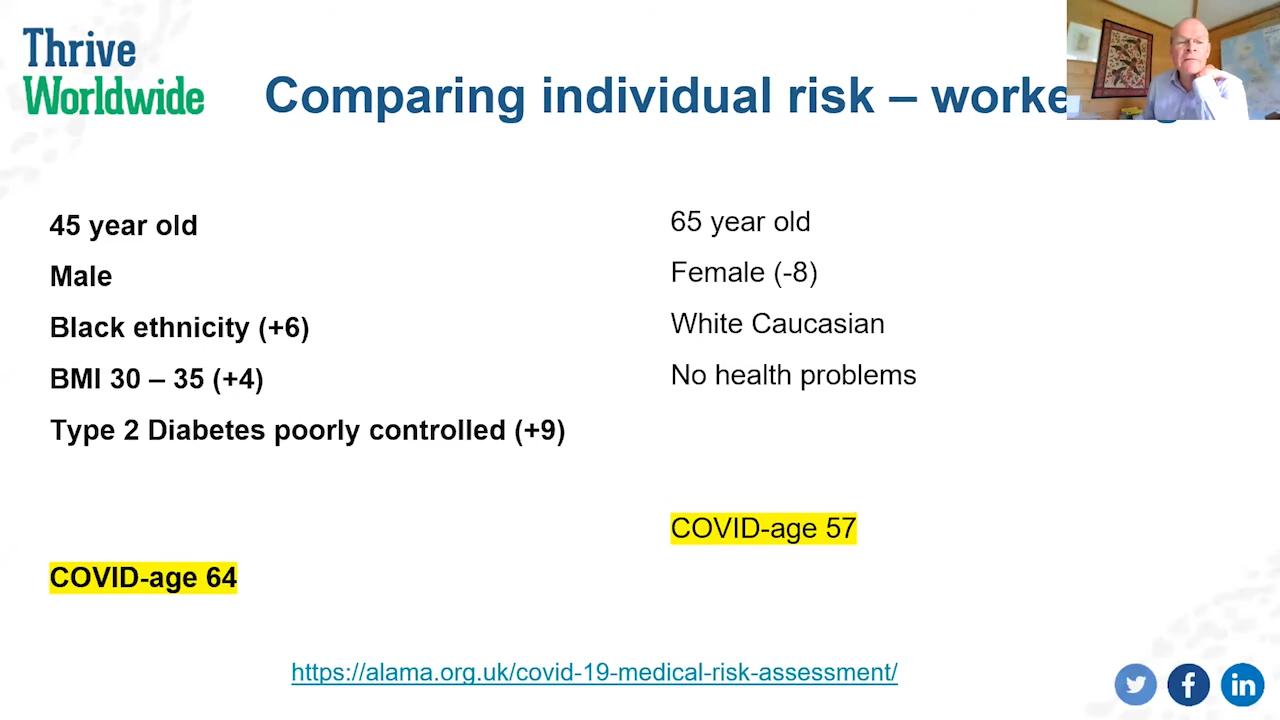 Thrive
Worldwide
Comparing individual risk –
45 year old
Male
Black ethnicity (+6)
BMI 30 – 35 (+4)
Type 2 Diabetes poorly controlled (+9)
COVID-age 64
65 year old
Female (-8)
White Caucasian
No health problems
COVID-age 57
https://alama.org.uk/covid-19-medical-risk-assessment/